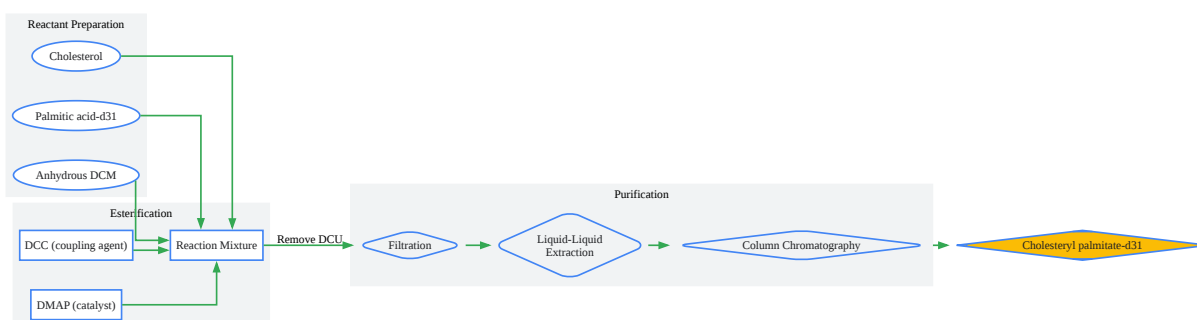 Reactant Preparation
Cholesterol
Palmitic acid-d31
Anhydrous DCM
Esterification
DCC (coupling agent)
Reaction Mixture
DMAP (catalyst)
Remove DCU
Purification
Filtration
Liquid-Liquid
Extraction
Column Chromatography
Cholesteryl palmitate-d31